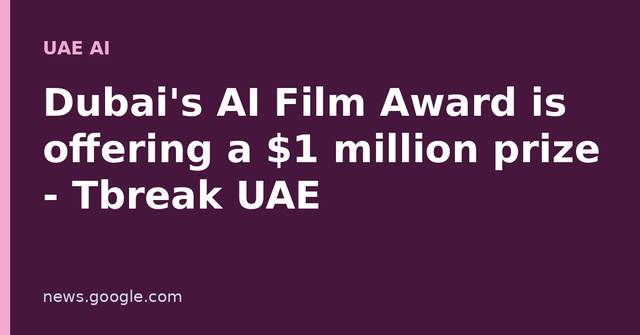 UAE AI
Dubai's AI Film Award is
offering a $1 million prize
- Tbreak UAE
news.google.com